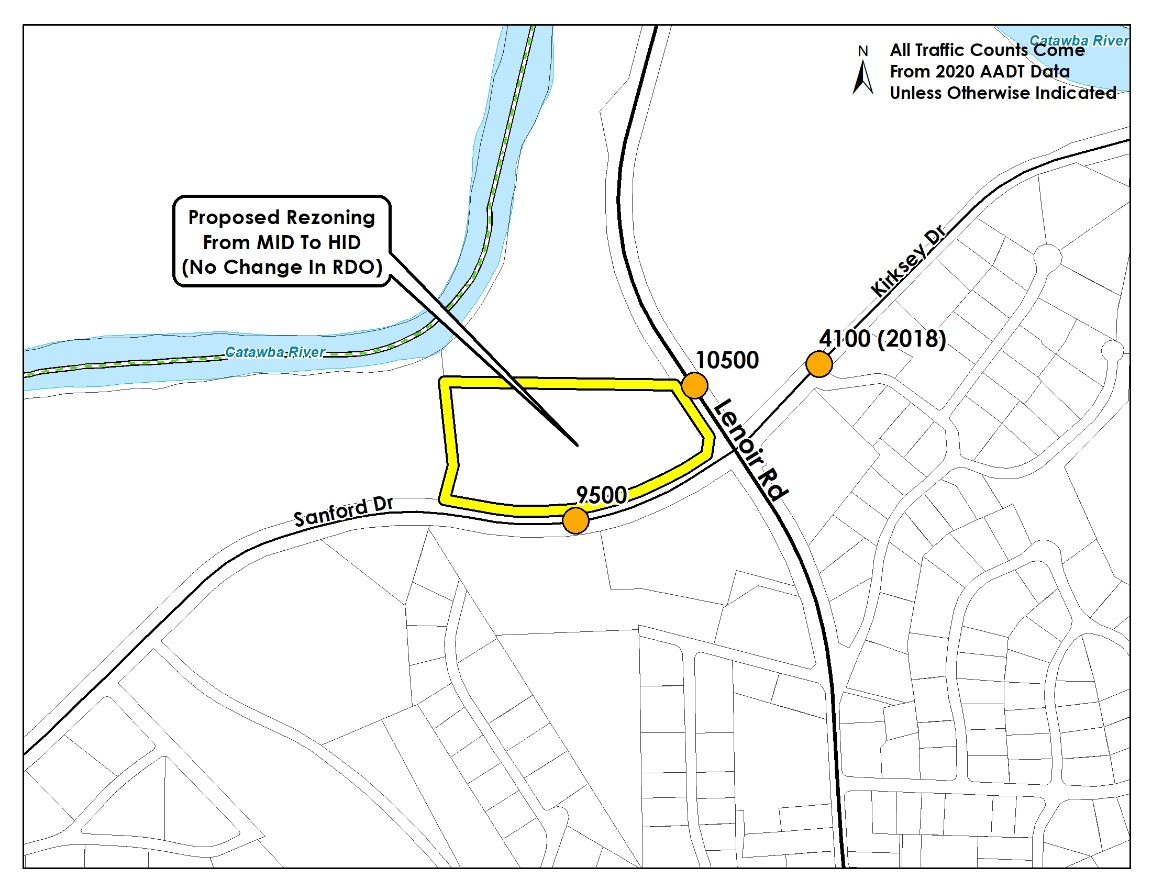 Catawba River
N
All Traffic Counts Come
From 2020 AADT Data
Unless Otherwise Indicated
Proposed Rezoning
From MID To HID
(No Change In RDO)
Kirksey Dr
4100 (2018)
Catawba River
10500
Lenoir Rd
9500
Sanford Dr